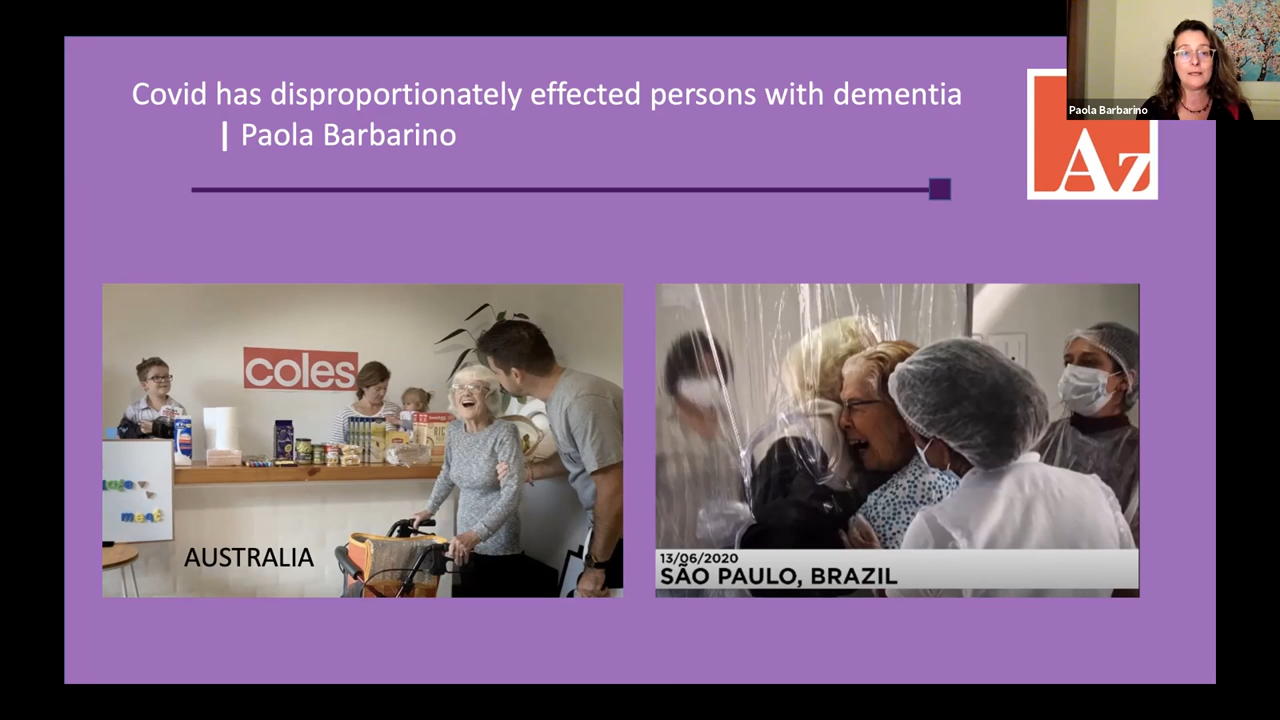 Covid has disproportionately effected persons with dementia
| Paola Barbarino
Paola Barbarino
Az
coles
AUSTRALIA
13/06/2020
SÃO PAULO, BRAZIL